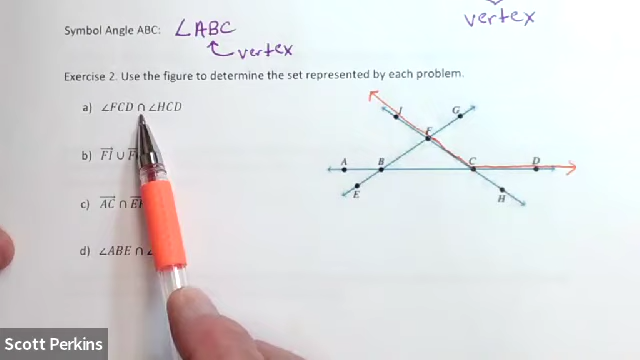 vertex
Symbol Angle ABC: ∠ABC
vertex
Exercise 2. Use the figure to determine the set represented by each problem.
a) ∠FCD ∩ ∠HCD
I
G
F
b) FI ∪ F
A
B
C
D
c) AC ∩ E
E
H
d) ∠ABE ∩ ∠
Scott Perkins